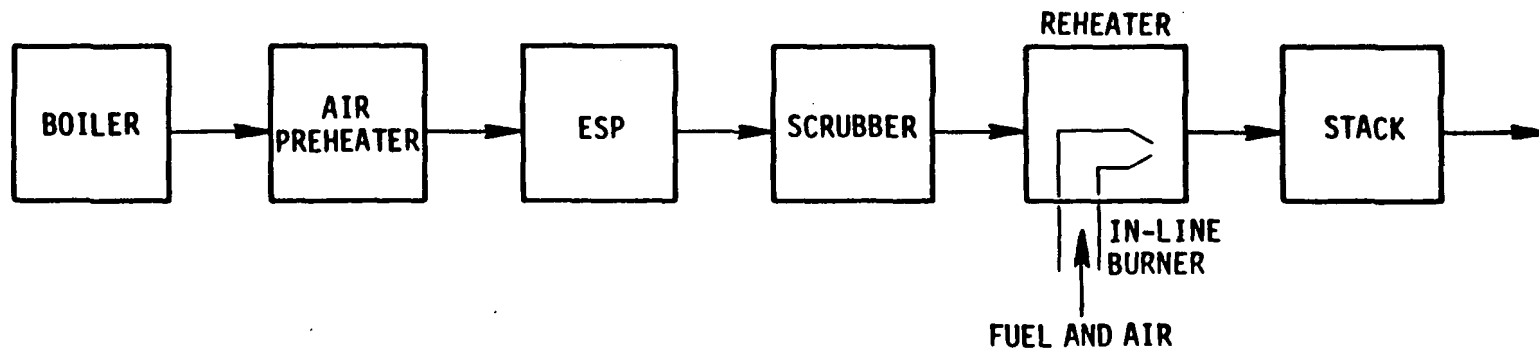 REHEATER
BOILER
AIR
PREHEATER
ESP
SCRUBBER
STACK
IN-LINE
BURNER
FUEL AND AIR